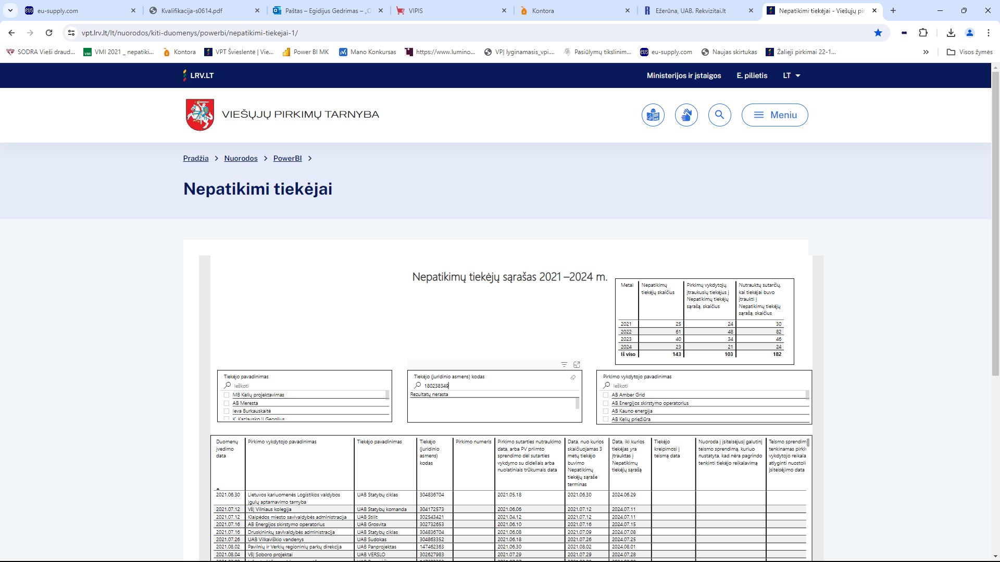 eu-supply.com
Kvalifikacija-s0614.pdf
Paštas – Egidijus Gedrimas – „O
VIPIS
Kontora
Ežerūna, UAB. Rekvizitai.lt
Nepatikimi tiekėjai - Viešųjų pir
vpt.lrv.lt/lt/nuorodos/kiti-duomenys/powerbi/nepatikimi-tiekejai-1/
SODRA Vieši draud...
VMI 2021 _ nepatiki...
Kontora
VPT Švieslentė | Vie...
Power BI MK
Mano Konkursas
https://www.lumino...
VPĮ lyginamasis_vpi....
Pasiūlymų tikslinim...
eu-supply.com
Naujas skirtukas
Žalieji pirkimai 22-1...
Visos žymės
LRV.LT
Ministerijos ir įstaigos
E. pilietis
LT
VIEŠŲJŲ PIRKIMŲ TARNYBA
Meniu
Pradžia
Nuorodos
PowerBI
Nepatikimi tiekėjai
Nepatikimų tiekėjų sąrašas 2021 –2024 m.
Metai
Nepatikimų
tiekėjų skaičius
Pirkimų vykdytojų,
įtraukusių tiekėjus į
Nepatikimų tiekėjų
sąrašą, skaičius
Nutrauktų sutarčių,
kai tiekėjai buvo
įtraukti į
Nepatikimų tiekėjų
sąrašą, skaičius
2021 25 24 30
2022 61 48 82
2023 40 34 46
2024 23 21 24
Iš viso 143 103 182
Tiekėjo pavadinimas
Ieškoti
MB Kelių projektavimas
AB Meresta
Ieva Burkauskaitė
K. Kazlausko IĮ Geoplius
Tiekėjo (juridinio asmens) kodas
180238349
Rezultatų nerasta
Pirkimo vykdytojo pavadinimas
Ieškoti
AB Amber Grid
AB Energijos skirstymo operatorius
AB Kauno energija
AB Kelių priežiūra
Duomenų
įvedimo
data
Pirkimo vykdytojo pavadinimas
Tiekėjo pavadinimas
Tiekėjo
(juridinio
asmens)
kodas
Pirkimo numeris
Pirkimo sutarties nutraukimo
data, arba PV priimto
sprendimo dėl sutarties
vykdymo su dideliais arba
nuolatiniais trūkumais data
Data, nuo kurios
skaičiuojamas 3
metų tiekėjo
buvimo
Nepatikimų
tiekėjų sąraše
terminas
Data, iki kurios
tiekėjas yra
įtrauktas į
Nepatikimų
tiekėjų sąrašą
Tiekėjo
kreipimosi į
teismą data
Nuoroda į įsiteisėjusį galutinį
teismo sprendimą, kuriuo
nustatyta, kad nėra pagrindo
tenkinti tiekėjo reikalavimą
Teismo sprendim
tenkinamas pirkin
vykdytojo reikala
atlyginti nuostoli
įsiteisėjimo data
2021.06.30 Lietuvos kariuomenės Logistikos valdybos UAB Statybų ciklas 304836704 2021.05.18 2021.06.30 2024.06.29
Įgulų aptarnavimo tarnyba
2021.07.12 VšĮ Vilniaus kolegija UAB Statybų komanda 304172573 2021.06.06 2021.07.12 2024.07.11
2021.07.12 Klaipėdos miesto savivaldybės administracija UAB Stilit 302543421 2021.04.12 2021.07.12 2024.07.11
2021.07.16 AB Energijos skirstymo operatorius UAB Grosvita 302732653 2021.06.10 2021.07.16 2024.07.15
2021.07.16 Druskininkų savivaldybės administracija UAB Statybų ciklas 304836704 2021.06.08 2021.07.09 2024.07.08
2021.07.26 UAB Vilkaviškio vandenys UAB Sudokas 304863352 2021.06.18 2021.07.26 2024.07.25
2021.08.02 Pavilnių ir Verkių regioninių parkų direkcija UAB Panprojektas 147462363 2021.06.30 2021.08.02 2024.08.01
2021.08.04 VšĮ Soboro projektai UAB VERSLO 302627983 2021.07.29 2021.07.29 2024.07.28